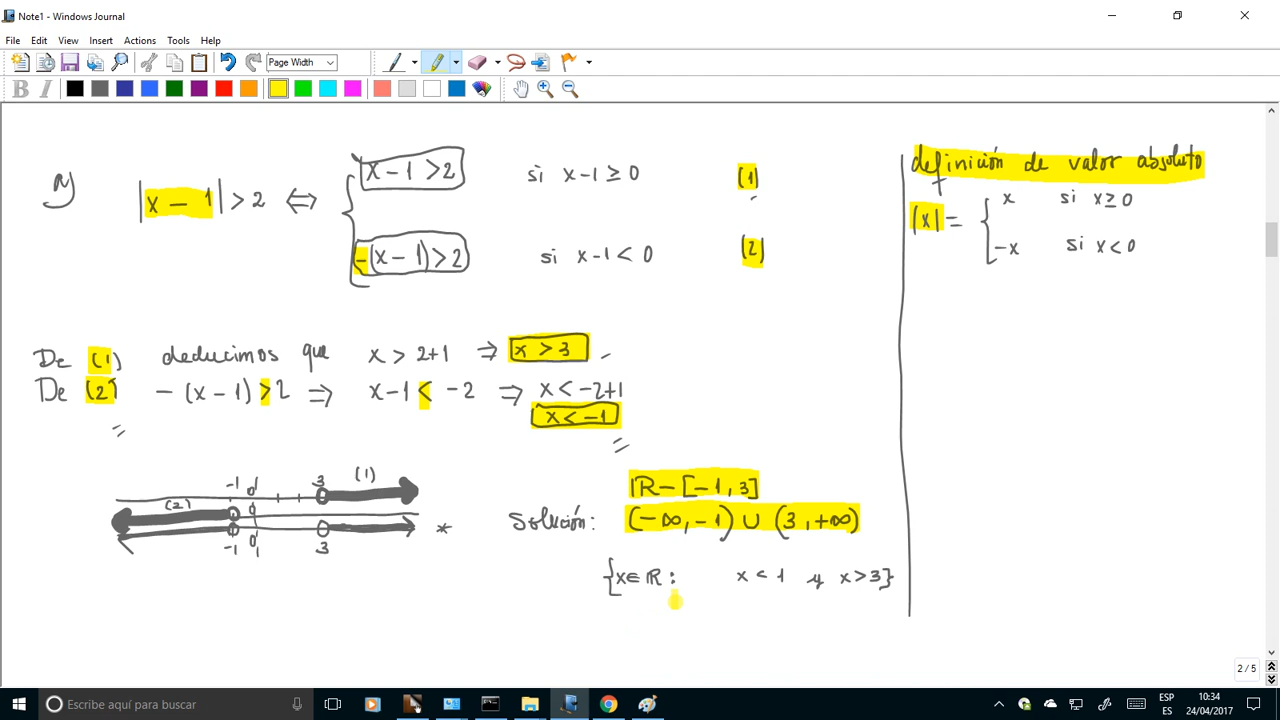 Note1 - Windows Journal
File Edit View Insert Actions Tools Help
Page Width
B I
|x - 1| > 2 ⇔
x - 1 > 2 si x-1 ≥ 0 (1)
-(x-1) > 2 si x-1 < 0 (2)
definición de valor absoluto
|x| =
x si x ≥ 0
-x si x < 0
De (1) deducimos que x > 2+1 ⇒ x > 3
De (2) -(x-1) > 2 ⇒ x-1 < -2 ⇒ x < -2+1
x < -1
-1 0 3 (1)
(2) 0
-1 0 3 *
IR - [-1, 3]
Solución: (-∞, -1) ∪ (3, +∞)
{x ∈ IR : x < 1 y x > 3}
2 / 5
Escribe aquí para buscar
ESP
ES
10:34
24/04/2017